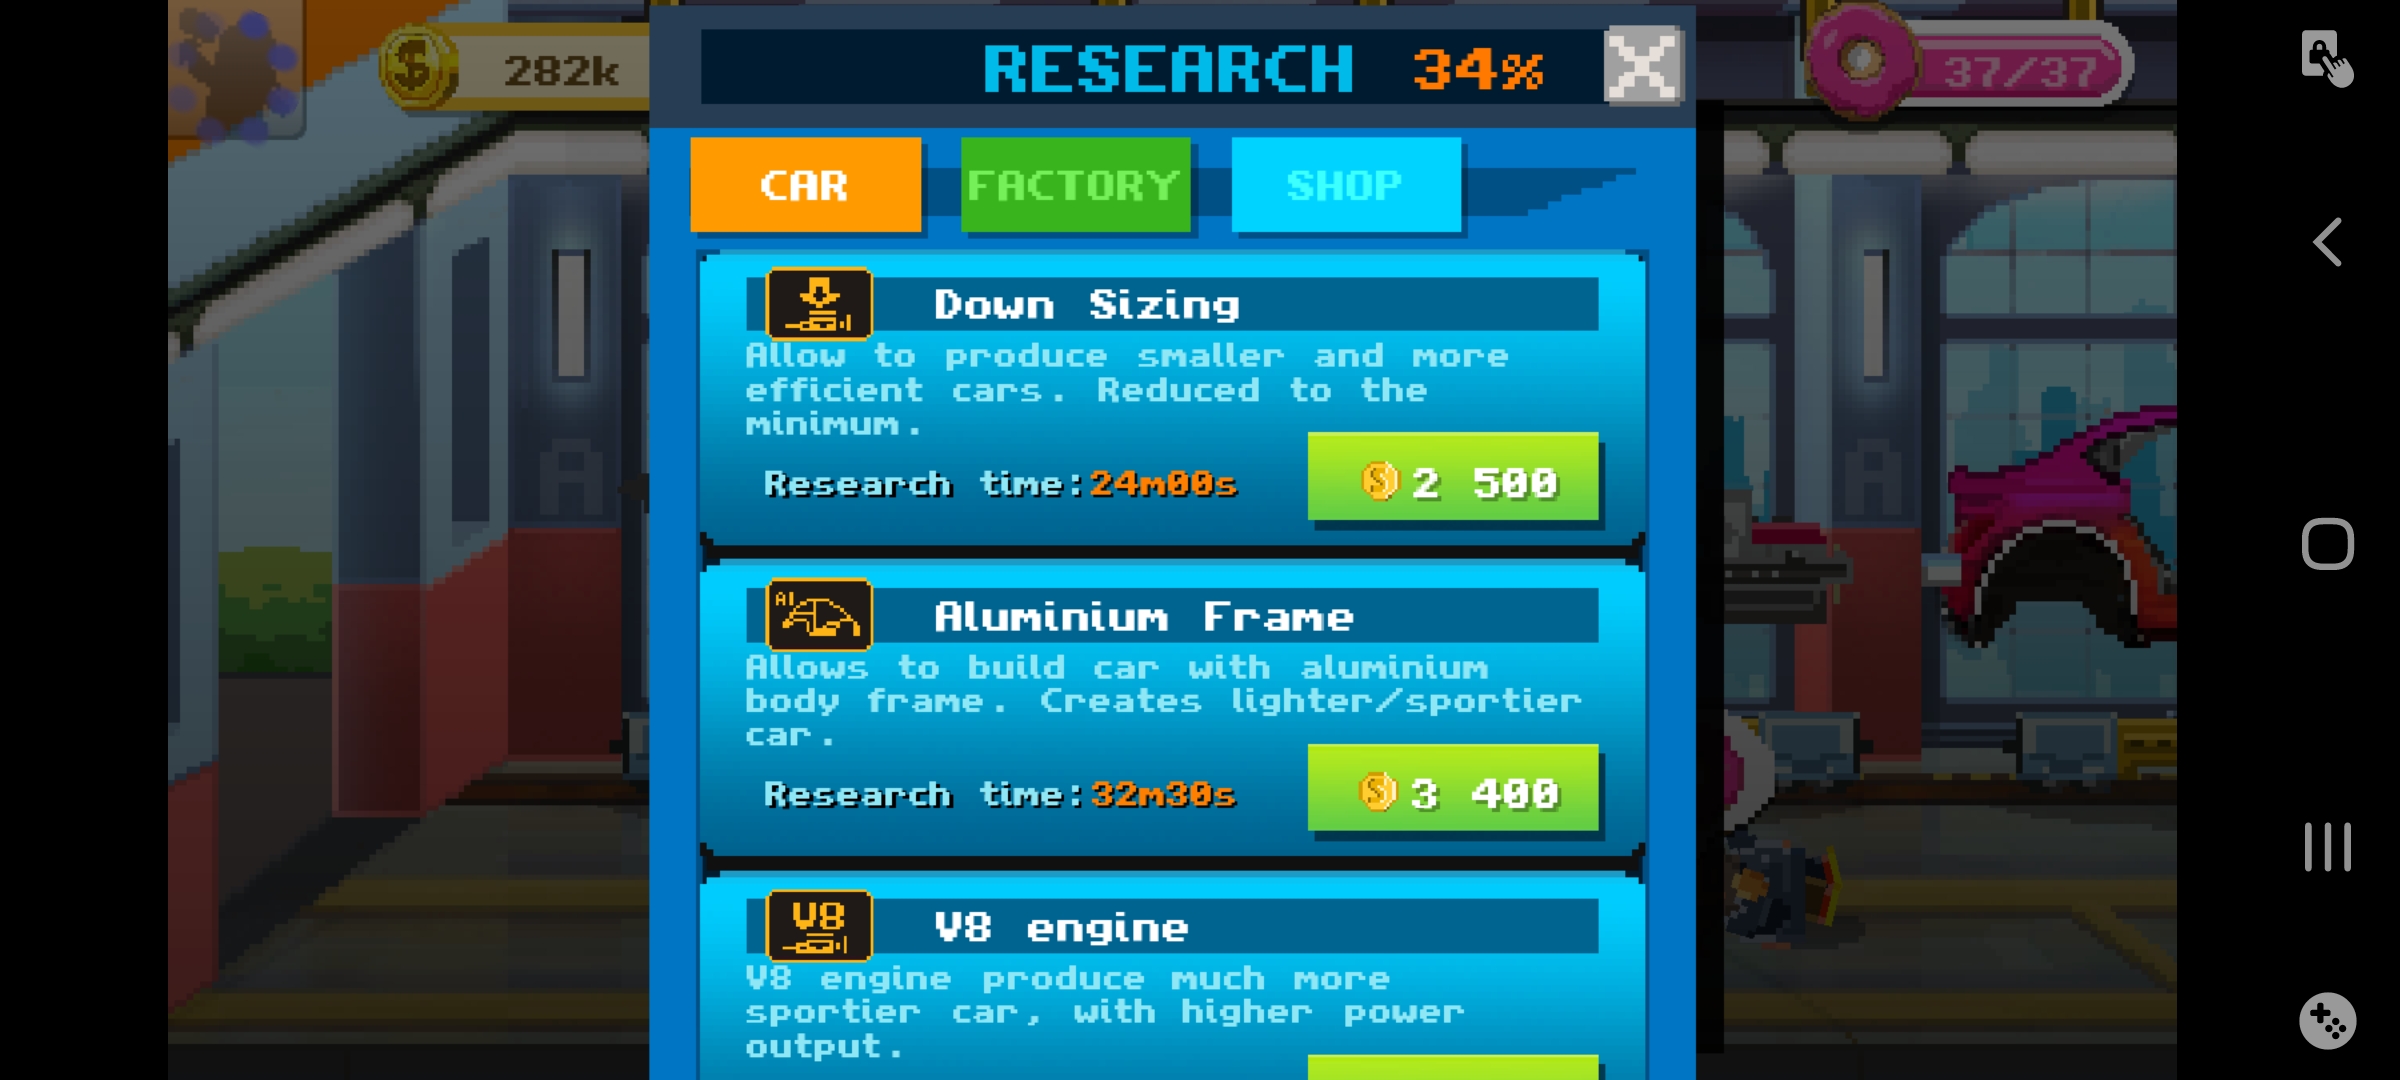 282k
RESEARCH 34%
37/37
CAR FACTORY SHOP
Down Sizing
Allow to produce smaller and more
efficient cars. Reduced to the
minimum.
Research time:24m00s
2 500
Al
Aluminium Frame
Allows to build car with aluminium
body frame. Creates lighter/sportier
car.
Research time:32m30s
3 400
V8
V8 engine
V8 engine produce much more
sportier car, with higher power
output.
A
A